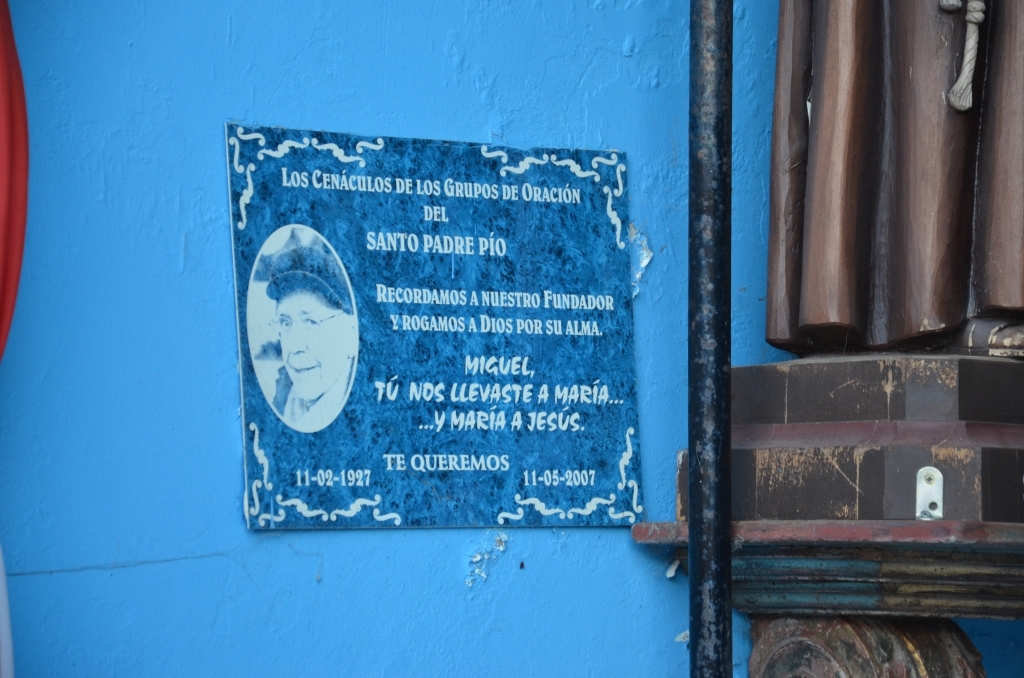 LOS CENÁCULOS DE LOS GRUPOS DE ORACIÓN
DEL
SANTO PADRE PÍO
RECORDAMOS A NUESTRO FUNDADOR
Y ROGAMOS A DIOS POR SU ALMA.
MIGUEL,
TÚ NOS LLEVASTE A MARÍA...
...Y MARÍA A JESÚS.
TE QUEREMOS
11-02-1927 11-05-2007